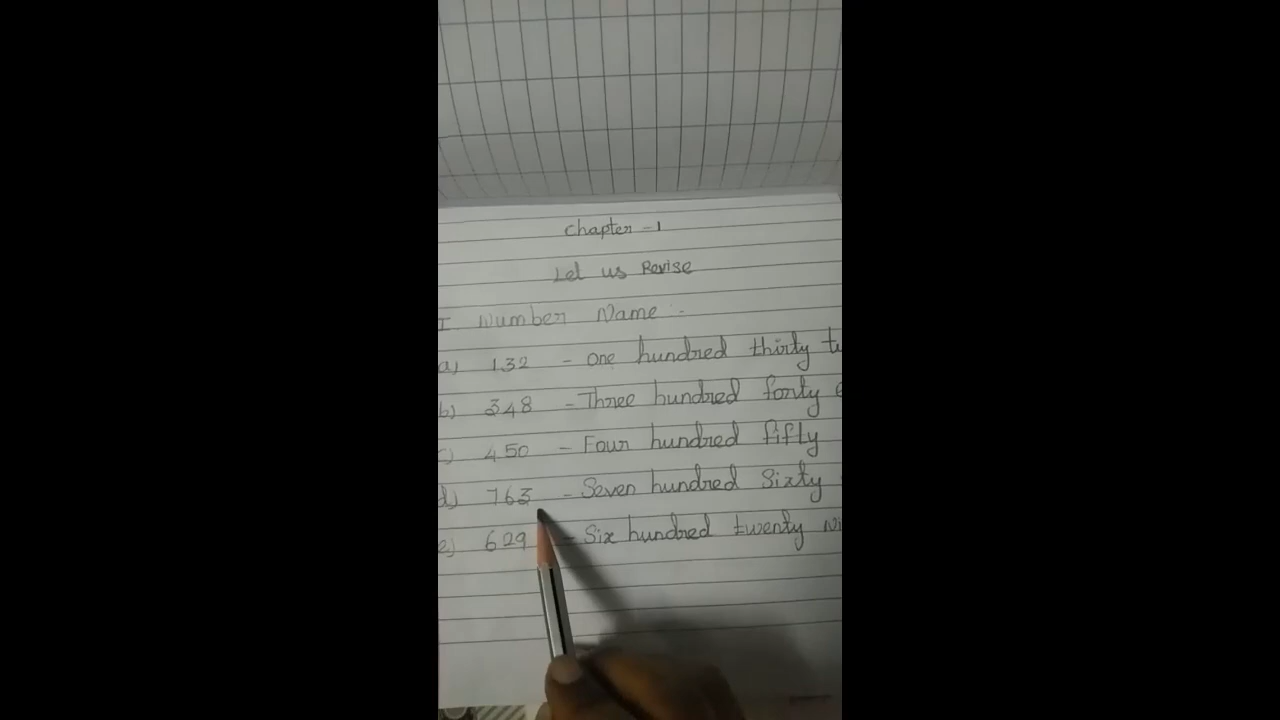 Chapter - 1
Let us Revise
I Number Name :-
a) 132 - One hundred thirty
b) 348 - Three hundred forty
c) 450 - Four hundred fifty
d) 763 - Seven hundred Sixty
e) 629 - Six hundred twenty